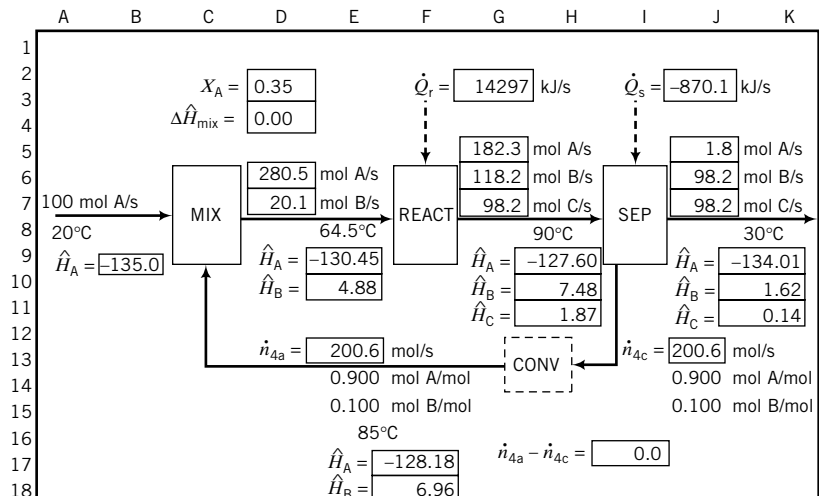 A B C D E F G H I J K
1
2
3
4
5
6
7
8
9
10
11
12
13
14
15
16
17
18
X_A = 0.35
ΔĤ_mix = 0.00
Q̇_r = 14297 kJ/s
Q̇_s = −870.1 kJ/s
100 mol A/s
20°C
Ĥ_A = −135.0
MIX
280.5 mol A/s
20.1 mol B/s
64.5°C
Ĥ_A = −130.45
Ĥ_B = 4.88
REACT
182.3 mol A/s
118.2 mol B/s
98.2 mol C/s
90°C
Ĥ_A = −127.60
Ĥ_B = 7.48
Ĥ_C = 1.87
SEP
1.8 mol A/s
98.2 mol B/s
98.2 mol C/s
30°C
Ĥ_A = −134.01
Ĥ_B = 1.62
Ĥ_C = 0.14
ṅ_4a = 200.6 mol/s
0.900 mol A/mol
0.100 mol B/mol
85°C
Ĥ_A = −128.18
Ĥ_B = 6.96
CONV
ṅ_4c = 200.6 mol/s
0.900 mol A/mol
0.100 mol B/mol
ṅ_4a − ṅ_4c = 0.0